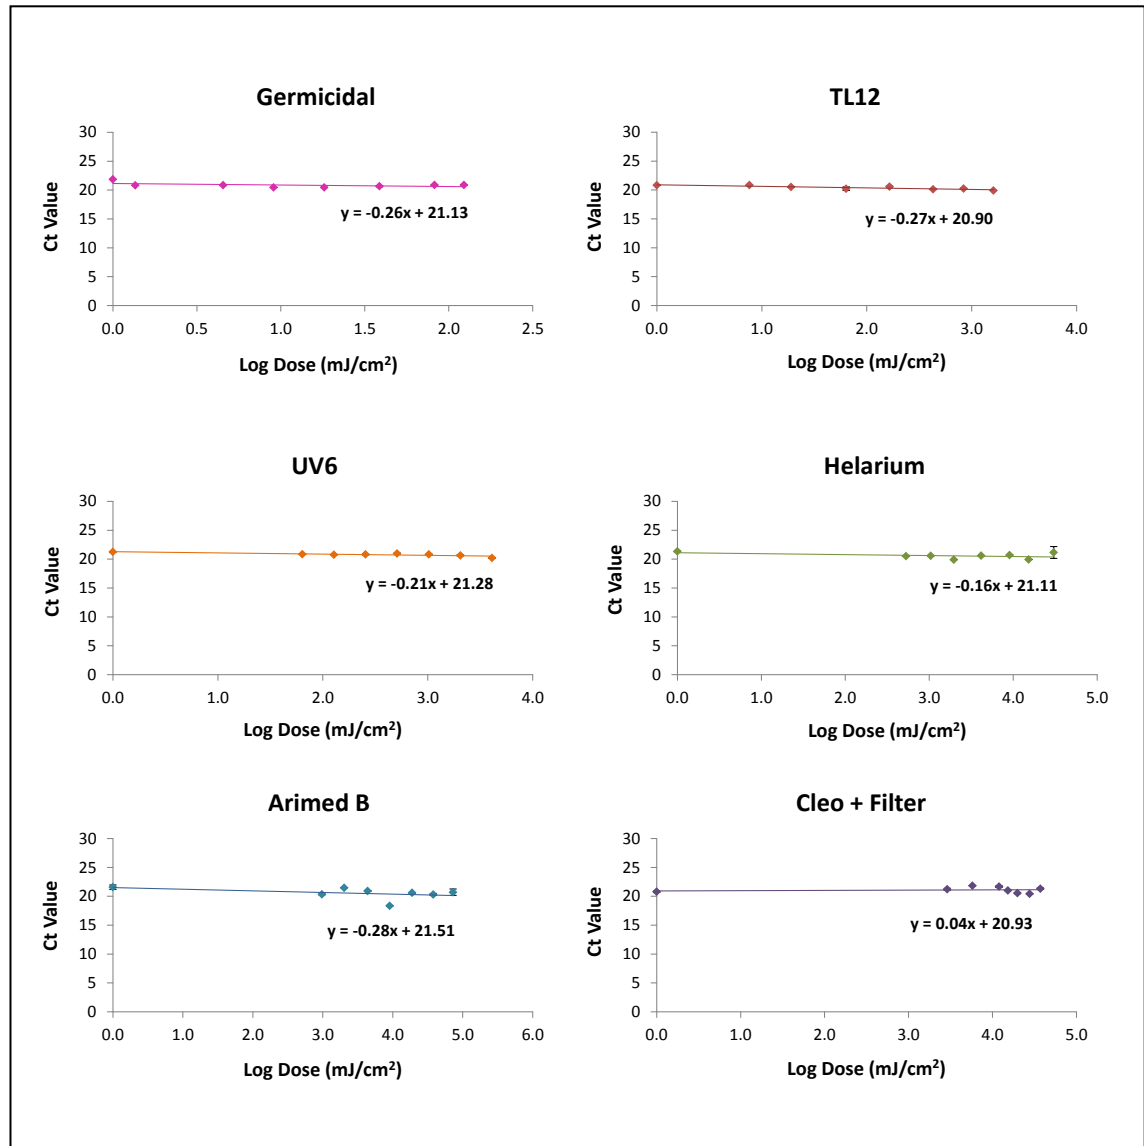 Germicidal
30
25
20
15
10
5
0
Ct Value
y = -0.26x + 21.13
0.0 0.5 1.0 1.5 2.0 2.5
Log Dose (mJ/cm²)
TL12
30
25
20
15
10
5
0
Ct Value
y = -0.27x + 20.90
0.0 1.0 2.0 3.0 4.0
Log Dose (mJ/cm²)
UV6
30
25
20
15
10
5
0
Ct Value
y = -0.21x + 21.28
0.0 1.0 2.0 3.0 4.0
Log Dose (mJ/cm²)
Helarium
30
25
20
15
10
5
0
Ct Value
y = -0.16x + 21.11
0.0 1.0 2.0 3.0 4.0 5.0
Log Dose (mJ/cm²)
Arimed B
30
25
20
15
10
5
0
Ct Value
y = -0.28x + 21.51
0.0 1.0 2.0 3.0 4.0 5.0 6.0
Log Dose (mJ/cm²)
Cleo + Filter
30
25
20
15
10
5
0
Ct Value
y = 0.04x + 20.93
0.0 1.0 2.0 3.0 4.0 5.0
Log Dose (mJ/cm²)